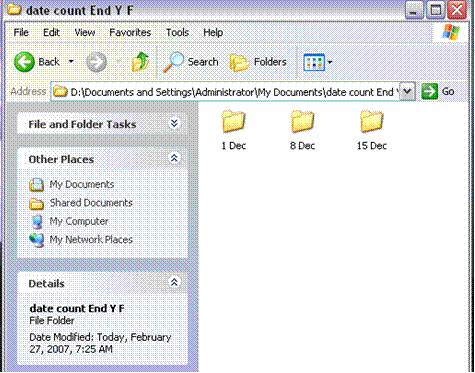 date count End Y F
File Edit View Favorites Tools Help
Back Search Folders
Address D:\Documents and Settings\Administrator\My Documents\date count End Y Go
File and Folder Tasks
1 Dec 8 Dec 15 Dec
Other Places
My Documents
Shared Documents
My Computer
My Network Places
Details
date count End Y F
File Folder
Date Modified: Today, February
27, 2007, 7:25 AM